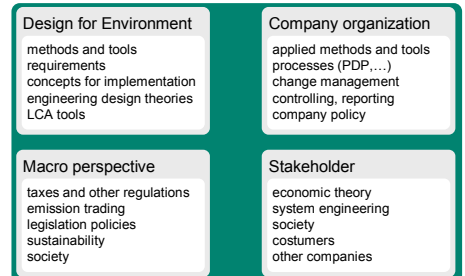 Design for Environment
methods and tools
requirements
concepts for implementation
engineering design theories
LCA tools
Company organization
applied methods and tools
processes (PDP,…)
change management
controlling, reporting
company policy
Macro perspective
taxes and other regulations
emission trading
legislation policies
sustainability
society
Stakeholder
economic theory
system engineering
society
costumers
other companies